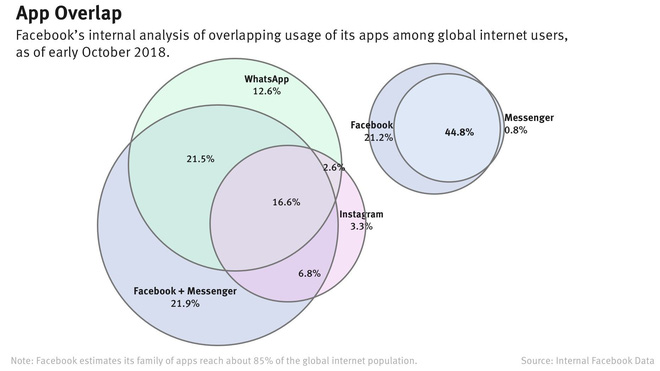 App Overlap
Facebook's internal analysis of overlapping usage of its apps among global internet users,
as of early October 2018.
WhatsApp
12.6%
21.5%
2.6%
16.6%
Instagram
3.3%
6.8%
Facebook + Messenger
21.9%
Facebook
21.2%
44.8%
Messenger
0.8%
Note: Facebook estimates its family of apps reach about 85% of the global internet population.
Source: Internal Facebook Data